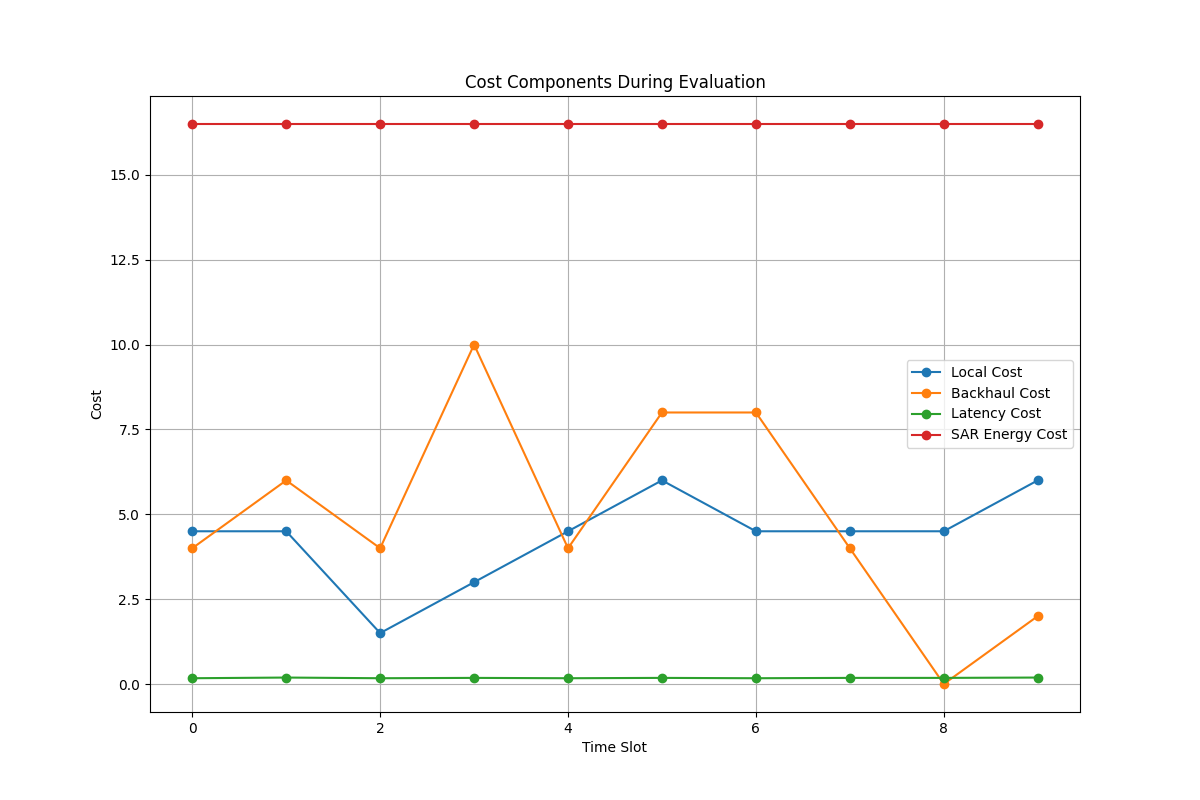 Cost Components During Evaluation
15.0
12.5
10.0
7.5
5.0
2.5
0.0
Cost
Local Cost
Backhaul Cost
Latency Cost
SAR Energy Cost
0 2 4 6 8
Time Slot